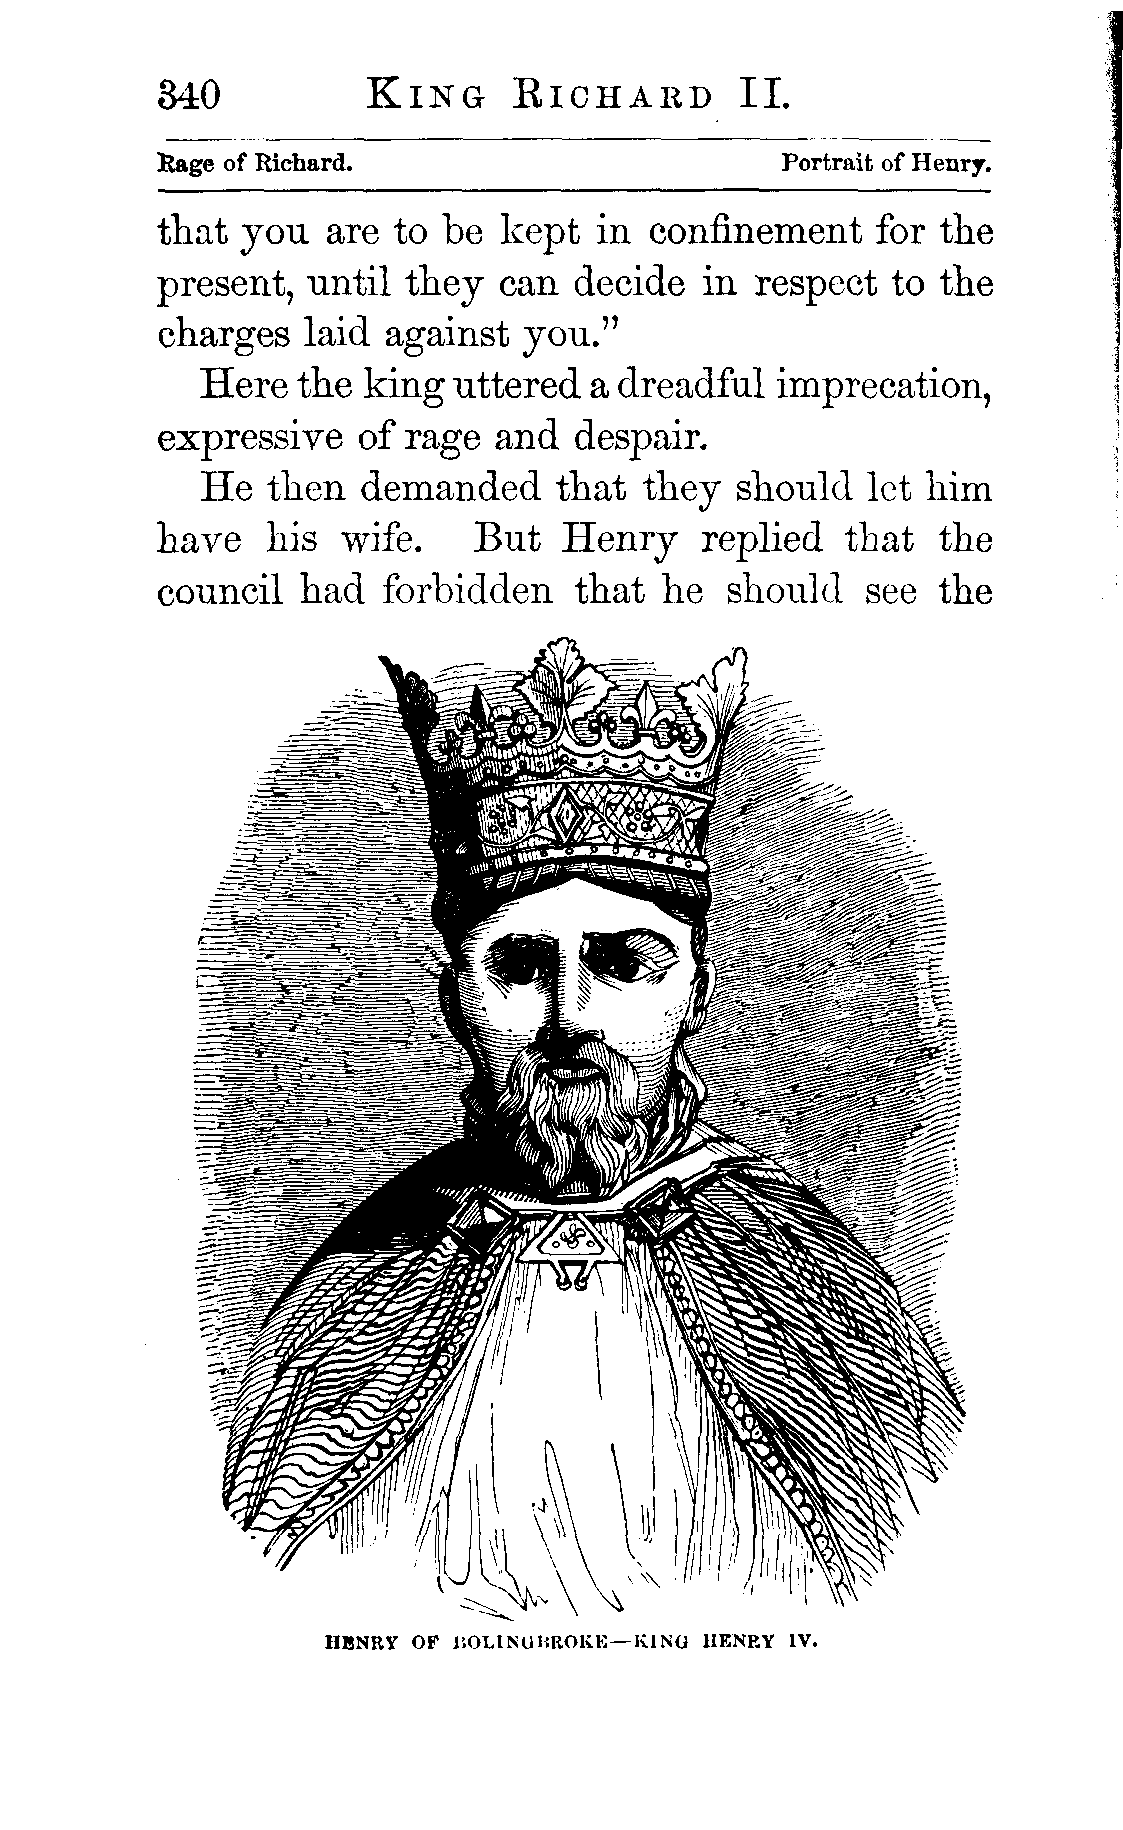 340 KING RICHARD II.
Rage of Richard. Portrait of Henry.
that you are to be kept in confinement for the
present, until they can decide in respect to the
charges laid against you.”
Here the king uttered a dreadful imprecation,
expressive of rage and despair.
He then demanded that they should let him
have his wife. But Henry replied that the
council had forbidden that he should see the
HENRY OF BOLINGBROKE—KING HENRY IV.